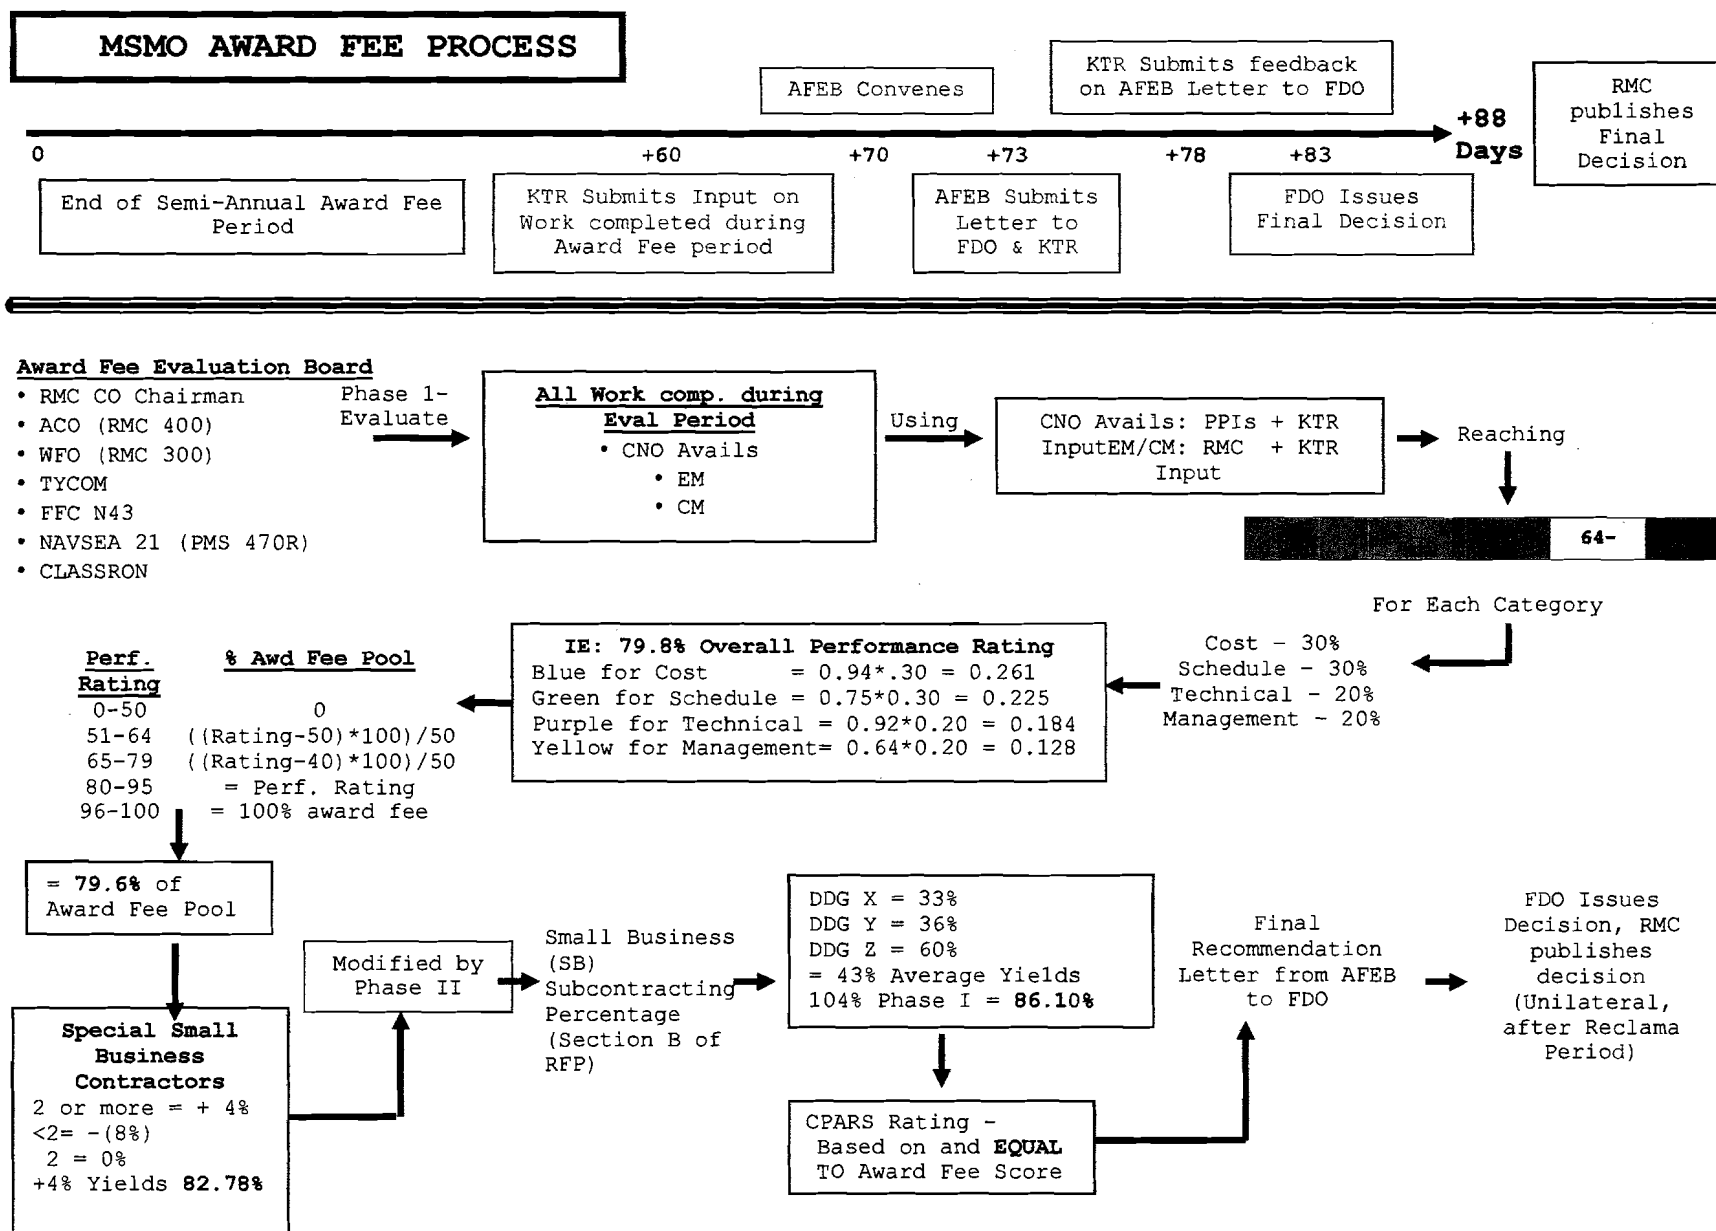 MSMO AWARD FEE PROCESS
AFEB Convenes
KTR Submits feedback
on AFEB Letter to FDO
RMC
publishes
Final
Decision
+88
Days
0
+60
+70
+73
+78
+83
End of Semi-Annual Award Fee
Period
KTR Submits Input on
Work completed during
Award Fee period
AFEB Submits
Letter to
FDO & KTR
FDO Issues
Final Decision
Award Fee Evaluation Board
• RMC CO Chairman
• ACO (RMC 400)
• WFO (RMC 300)
• TYCOM
• FFC N43
• NAVSEA 21 (PMS 470R)
• CLASSRON
Phase 1-
Evaluate
All Work comp. during
Eval Period
• CNO Avails
• EM
• CM
Using
CNO Avails: PPIs + KTR
InputEM/CM: RMC + KTR
Input
Reaching
64-
For Each Category
Cost – 30%
Schedule – 30%
Technical – 20%
Management – 20%
IE: 79.8% Overall Performance Rating
Blue for Cost = 0.94*.30 = 0.261
Green for Schedule = 0.75*0.30 = 0.225
Purple for Technical = 0.92*0.20 = 0.184
Yellow for Management= 0.64*0.20 = 0.128
Perf. % Awd Fee Pool
Rating
0-50 0
51-64 ((Rating-50)*100)/50
65-79 ((Rating-40)*100)/50
80-95 = Perf. Rating
96-100 = 100% award fee
= 79.6% of
Award Fee Pool
Special Small
Business
Contractors
2 or more = + 4%
<2= -(8%)
2 = 0%
+4% Yields 82.78%
Modified by
Phase II
Small Business
(SB)
Subcontracting
Percentage
(Section B of
RFP)
DDG X = 33%
DDG Y = 36%
DDG Z = 60%
= 43% Average Yields
104% Phase I = 86.10%
CPARS Rating –
Based on and EQUAL
TO Award Fee Score
Final
Recommendation
Letter from AFEB
to FDO
FDO Issues
Decision, RMC
publishes
decision
(Unilateral,
after Reclama
Period)